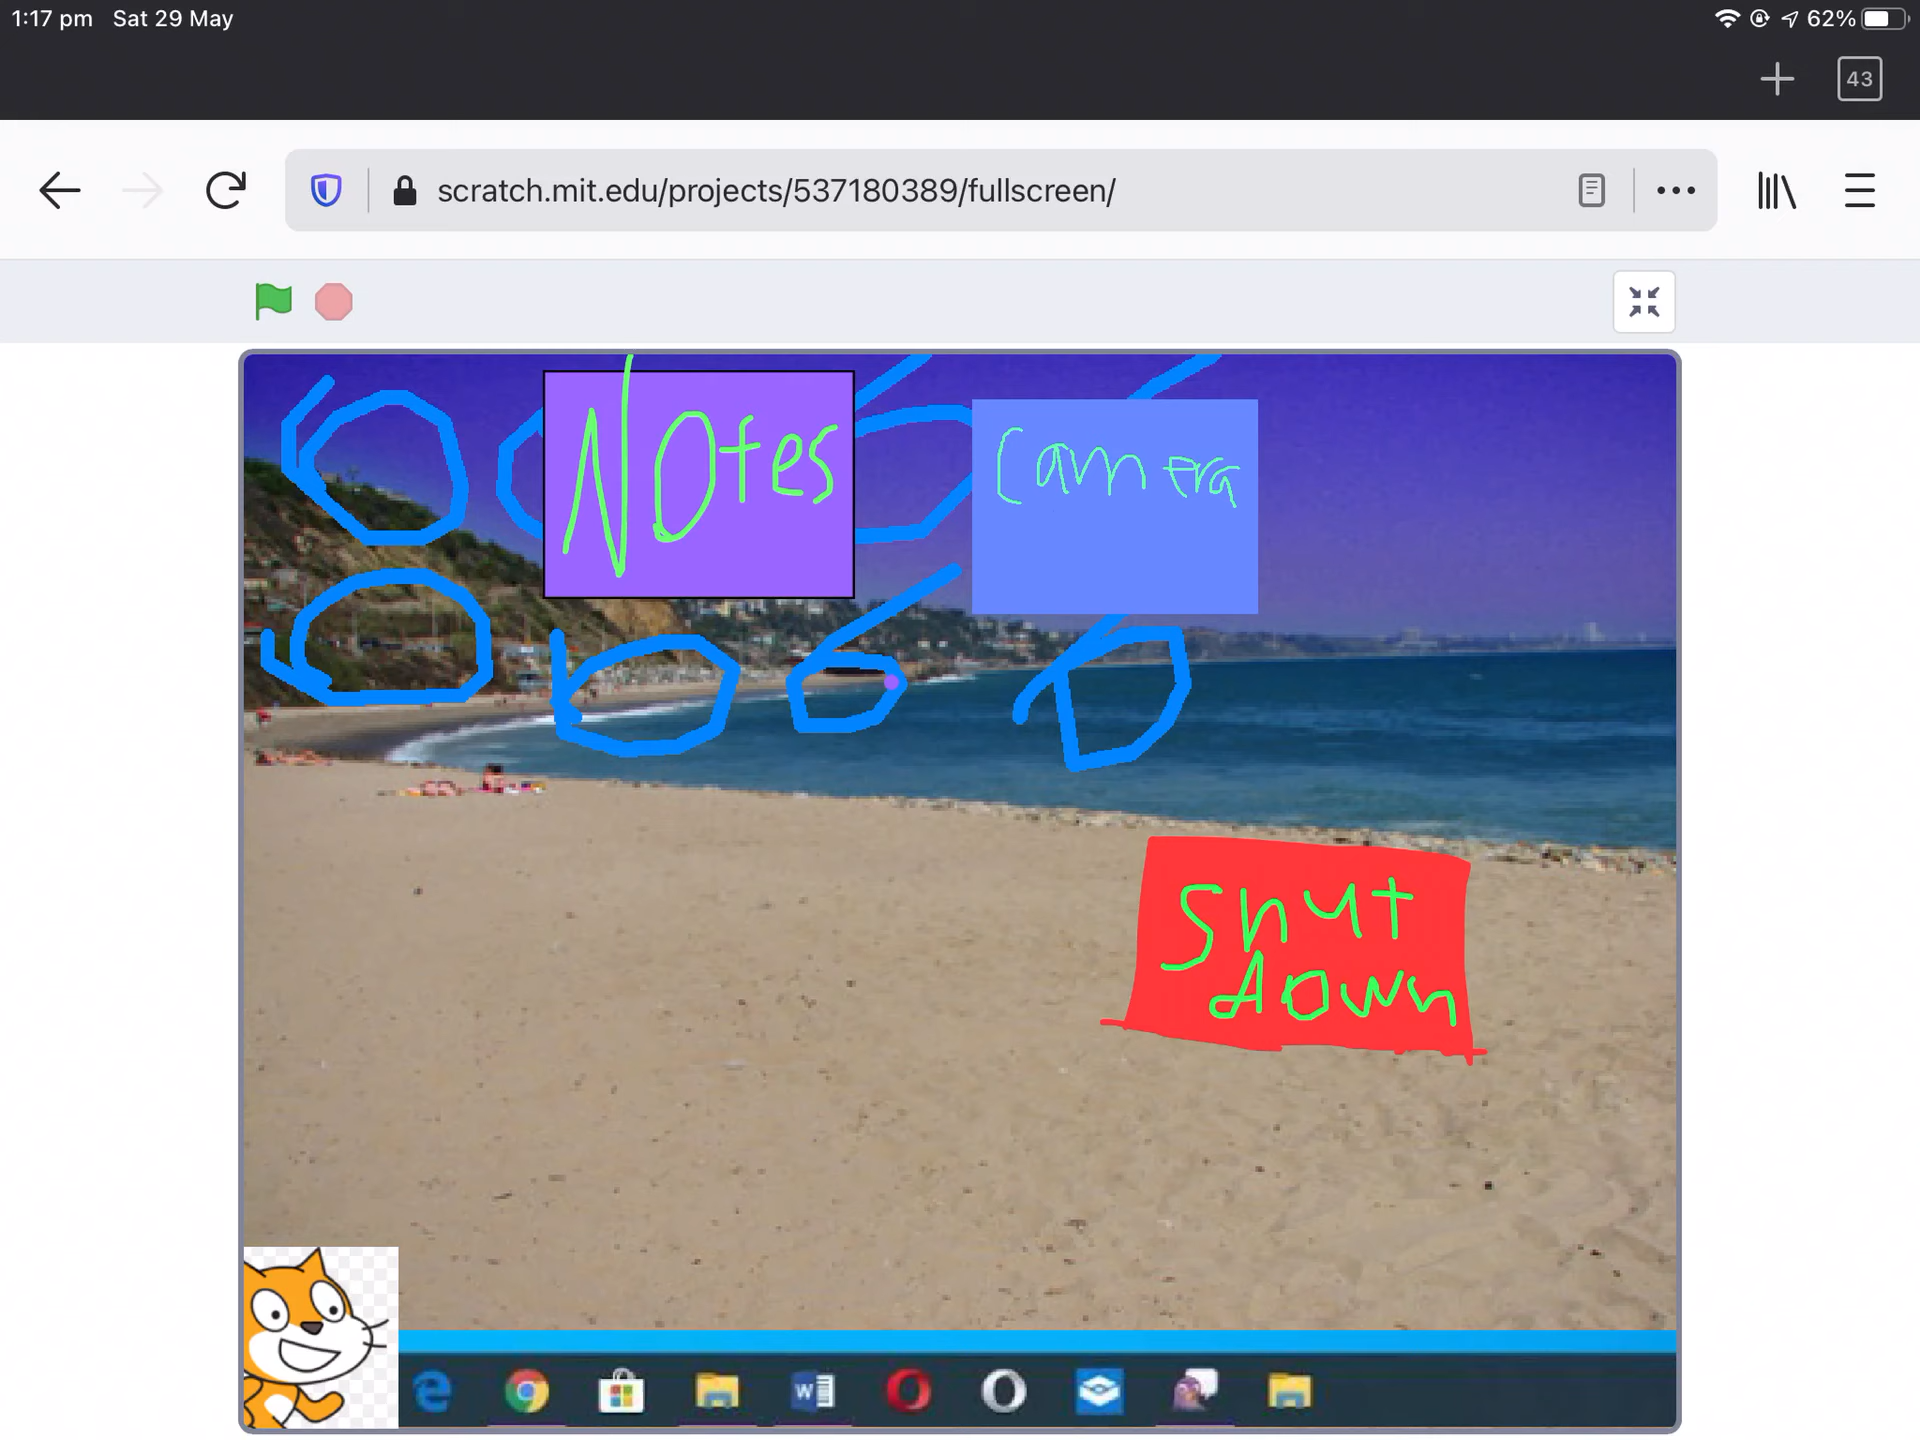 1:17 pm Sat 29 May
62%
43
scratch.mit.edu/projects/537180389/fullscreen/
Notes
Camera
Shut
down